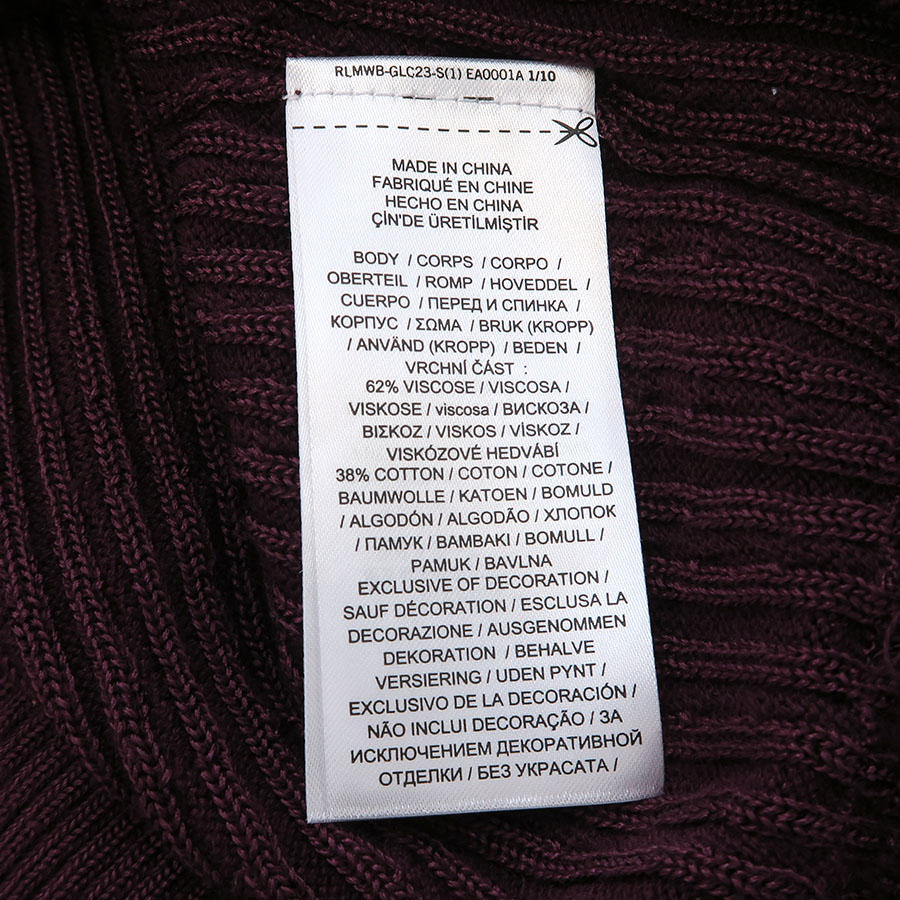 RLMWB-GLC23-S(1) EA0001A 1/10
MADE IN CHINA
FABRIQUÉ EN CHINE
HECHO EN CHINA
ÇİN'DE ÜRETİLMİŞTİR
BODY / CORPS / CORPO /
OBERTEIL / ROMP / HOVEDDEL /
CUERPO / ПЕРЕД И СПИНКА /
КОРПУС / ΣΩΜΑ / BRUK (KROPP)
/ ANVÄND (KROPP) / BEDEN /
VRCHNÍ ČÁST :
62% VISCOSE / VISCOSA /
VISKOSE / viscosa / ВИСКОЗА /
ΒΙΣΚΟΖ / VISKOS / VİSKOZ /
VISKÓZOVÉ HEDVÁBÍ
38% COTTON / COTON / COTONE /
BAUMWOLLE / KATOEN / BOMULD
/ ALGODÓN / ALGODÃO / ХЛОПОК
/ ПАМУК / ΒΑΜΒΑΚΙ / BOMULL /
PAMUK / BAVLNA
EXCLUSIVE OF DECORATION /
SAUF DÉCORATION / ESCLUSA LA
DECORAZIONE / AUSGENOMMEN
DEKORATION / BEHALVE
VERSIERING / UDEN PYNT /
EXCLUSIVO DE LA DECORACIÓN /
NÃO INCLUI DECORAÇÃO / ЗА
ИСКЛЮЧЕНИЕМ ДЕКОРАТИВНОЙ
ОТДЕЛКИ / БЕЗ УКРАСАТА /